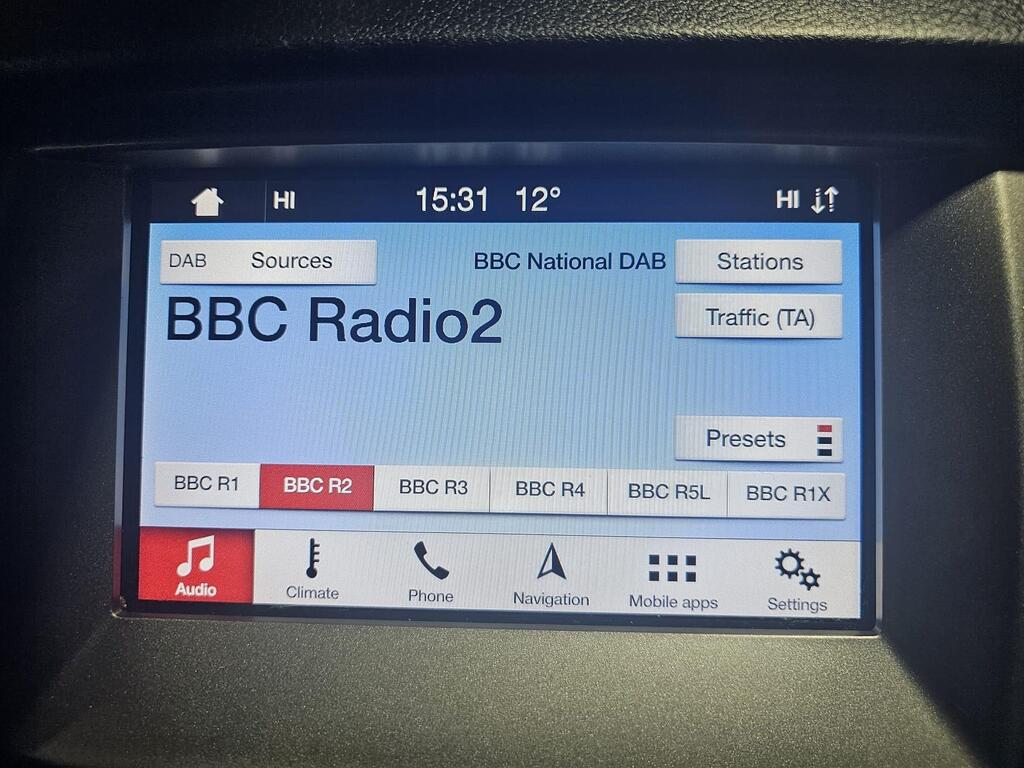 HI 15:31 12° HI
DAB Sources BBC National DAB Stations
BBC Radio2
Traffic (TA)
Presets
BBC R1 BBC R2 BBC R3 BBC R4 BBC R5L BBC R1X
Audio Climate Phone Navigation Mobile apps Settings